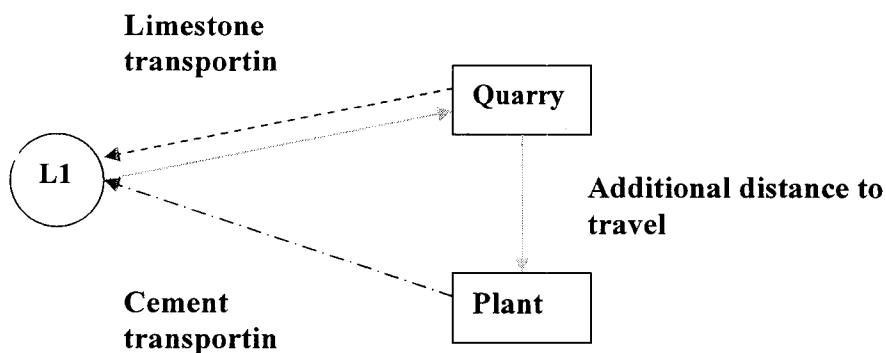 Limestone
transportin
Quarry
L1
Additional distance to
travel
Plant
Cement
transportin